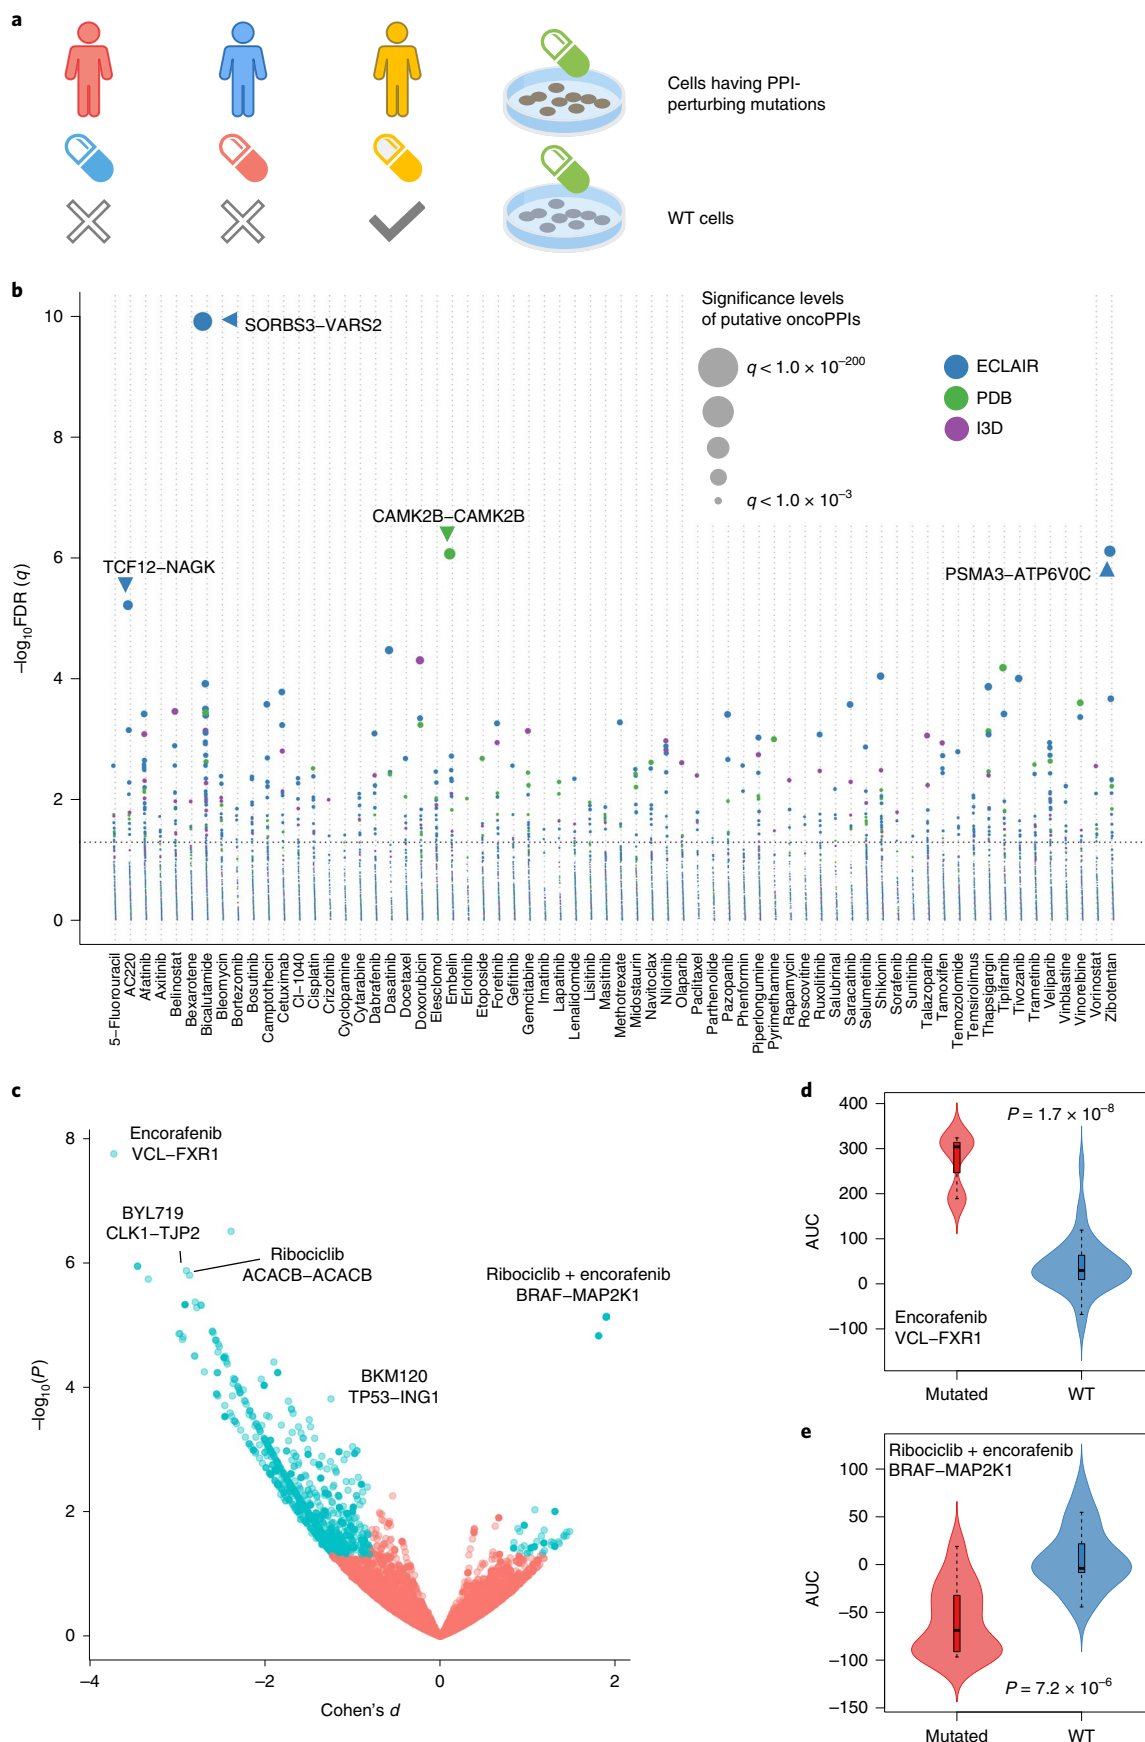 a
Cells having PPI-
perturbing mutations
WT cells
b
10
8
6
4
2
0
–log10FDR (q)
SORBS3–VARS2
CAMK2B–CAMK2B
TCF12–NAGK
PSMA3–ATP6V0C
Significance levels
of putative oncoPPIs
q < 1.0 × 10–200
q < 1.0 × 10–3
ECLAIR
PDB
I3D
5–Fluorouracil
AC220
Afatinib
Axitinib
Belinostat
Bexarotene
Bicalutamide
Bleomycin
Bortezomib
Bosutinib
Camptothecin
Cetuximab
CI–1040
Cisplatin
Crizotinib
Cyclopamine
Cytarabine
Dabrafenib
Dasatinib
Docetaxel
Doxorubicin
Elesclomol
Embelin
Erlotinib
Etoposide
Foretinib
Gefitinib
Gemcitabine
Imatinib
Lapatinib
Lenalidomide
Lisitinib
Masitinib
Methotrexate
Midostaurin
Navitoclax
Nilotinib
Olaparib
Paclitaxel
Parthenolide
Pazopanib
Phenformin
Piperlongumine
Pyrimethamine
Rapamycin
Roscovitine
Ruxolitinib
Salubrinal
Saracatinib
Selumetinib
Shikonin
Sorafenib
Sunitinib
Talazoparib
Tamoxifen
Temozolomide
Temsirolimus
Thapsigargin
Tipifarnib
Tivozanib
Trametinib
Veliparib
Vinblastine
Vinorelbine
Vorinostat
Zibotentan
c
8
6
4
2
0
–log10(P)
Encorafenib
VCL–FXR1
BYL719
CLK1–TJP2
Ribociclib
ACACB–ACACB
Ribociclib + encorafenib
BRAF–MAP2K1
BKM120
TP53–ING1
–4
–2
0
2
Cohen's d
d
400
300
200
100
0
–100
AUC
P = 1.7 × 10–8
Encorafenib
VCL–FXR1
Mutated
WT
e
100
50
0
–50
–100
–150
AUC
Ribociclib + encorafenib
BRAF–MAP2K1
P = 7.2 × 10–6
Mutated
WT